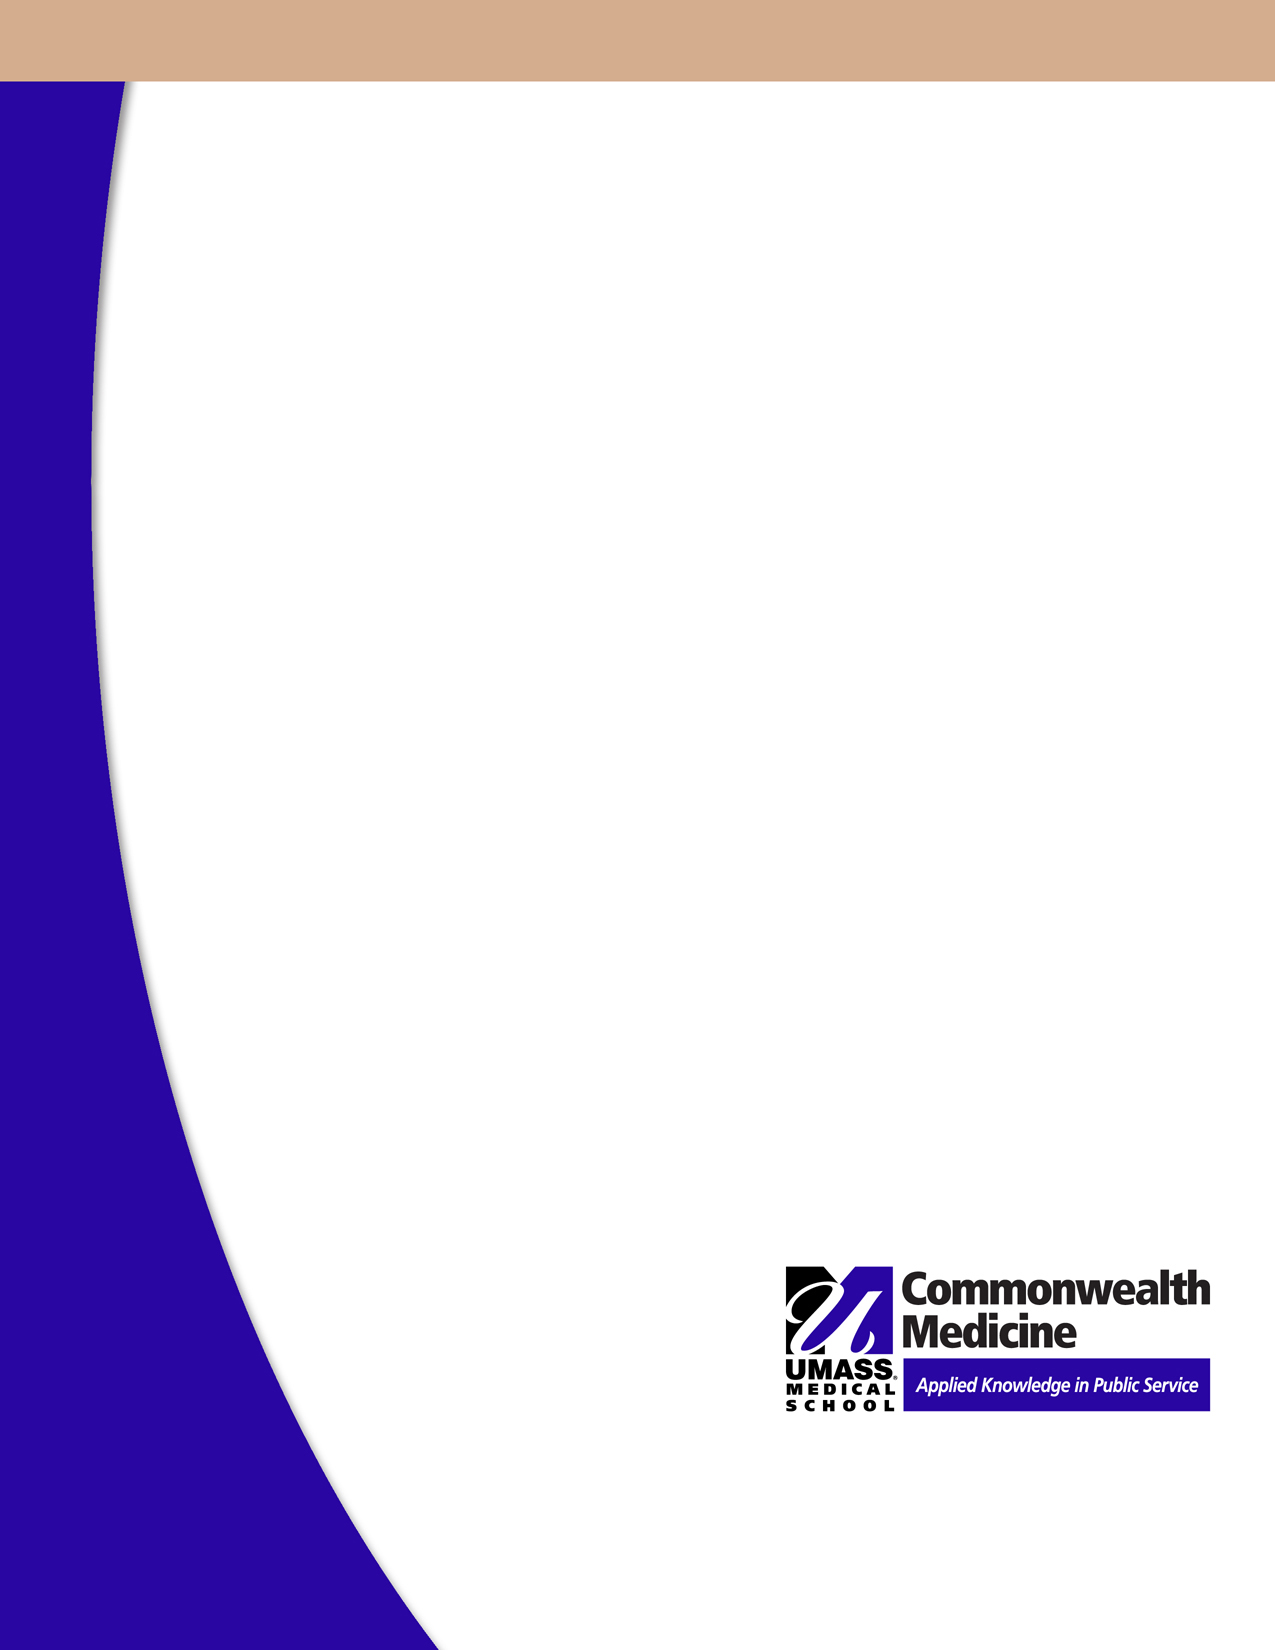 Commonwealth
Medicine
UMASS®
MEDICAL
SCHOOL
Applied Knowledge in Public Service